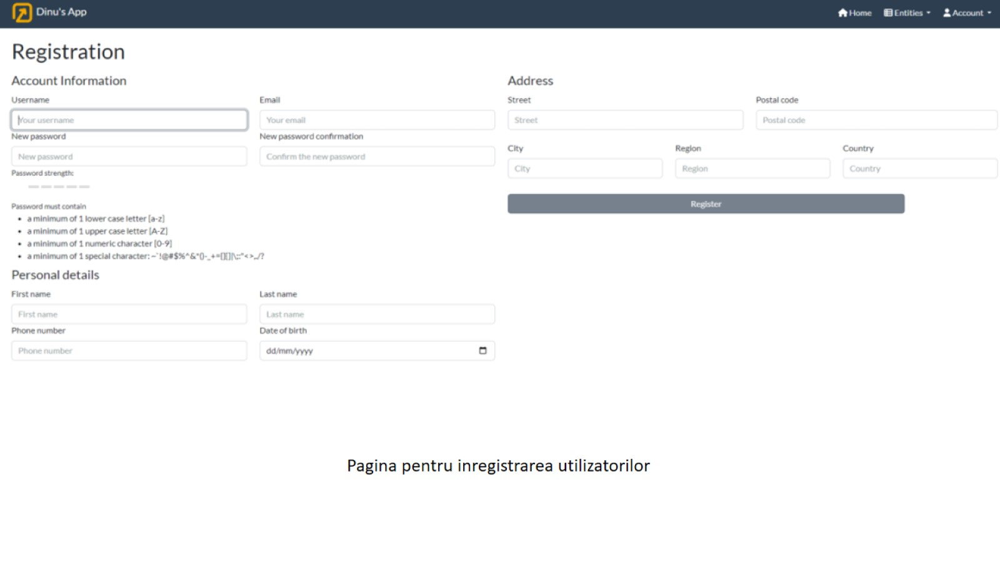 Dinu's App
Home
Entities
Account
Registration
Account Information
Username
Email
Your username
Your email
New password
New password confirmation
New password
Confirm the new password
Password strength:
Password must contain
• a minimum of 1 lower case letter [a-z]
• a minimum of 1 upper case letter [A-Z]
• a minimum of 1 numeric character [0-9]
• a minimum of 1 special character: ~`!@#$%^&*()-_+={}[]|\;:"<>,./?
Personal details
First name
Last name
First name
Last name
Phone number
Date of birth
Phone number
dd/mm/yyyy
Address
Street
Postal code
Street
Postal code
City
Region
Country
City
Region
Country
Register
Pagina pentru inregistrarea utilizatorilor